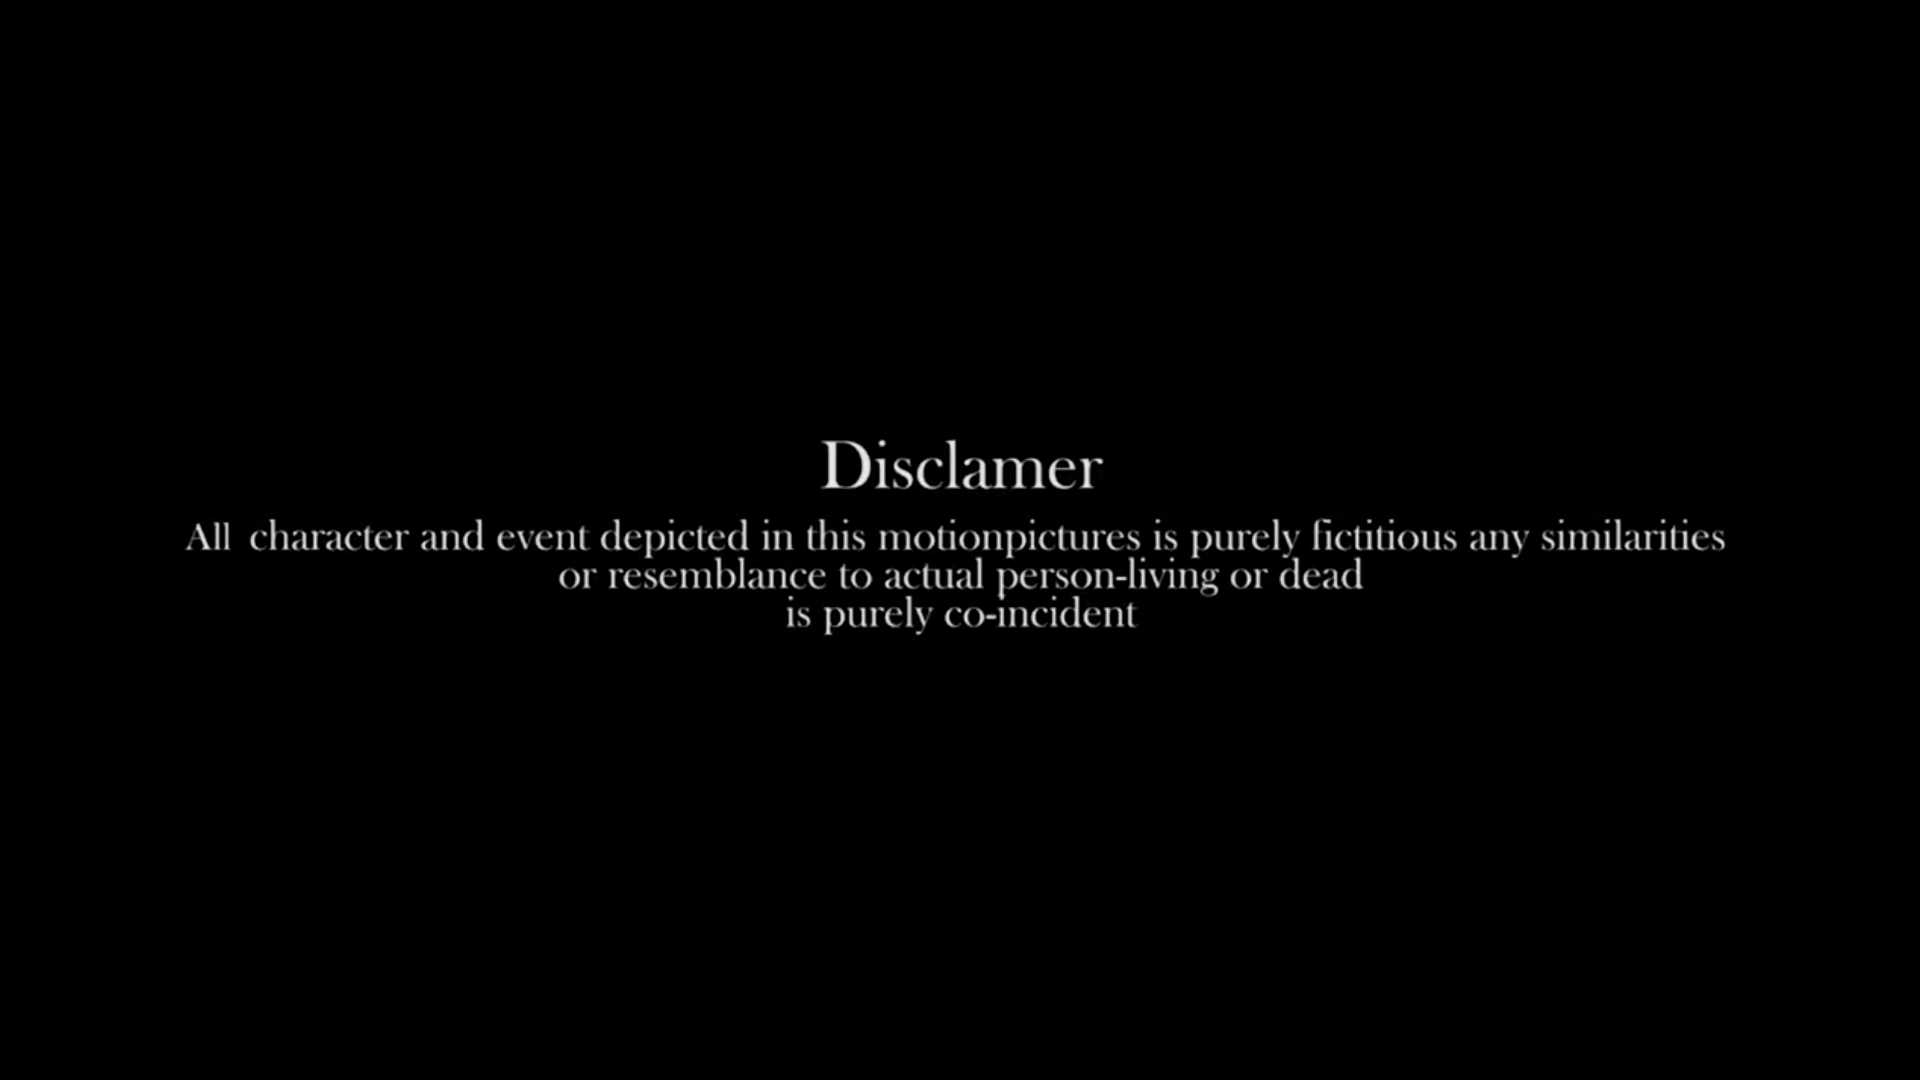 Disclamer
All character and event depicted in this motionpictures is purely fictitious any similarities
or resemblance to actual person-living or dead
is purely co-incident